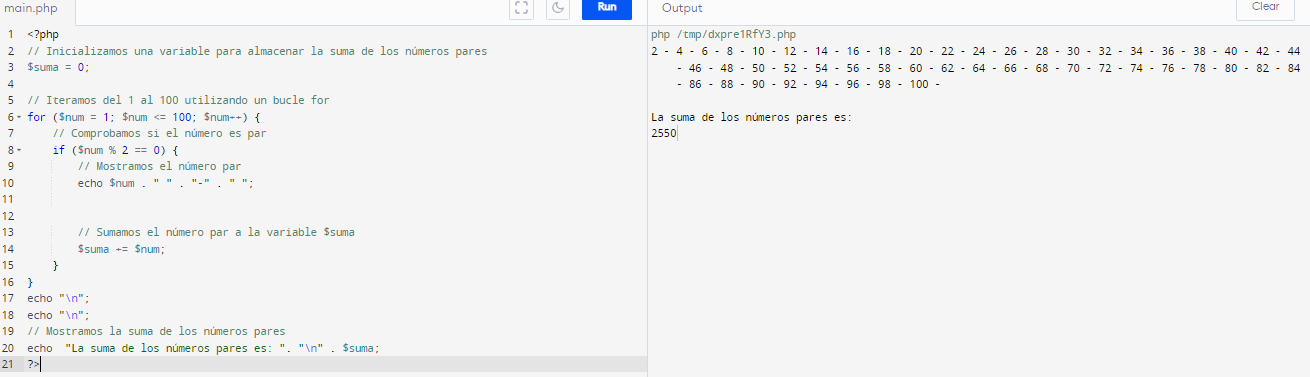 main.php
Run
Output
Clear
1 <?php
2 // Inicializamos una variable para almacenar la suma de los números pares
3 $suma = 0;
4
5 // Iteramos del 1 al 100 utilizando un bucle for
6 for ($num = 1; $num <= 100; $num++) {
7 // Comprobamos si el número es par
8 if ($num % 2 == 0) {
9 // Mostramos el número par
10 echo $num . " " . "-" . " ";
11
12
13 // Sumamos el número par a la variable $suma
14 $suma += $num;
15 }
16 }
17 echo "\n";
18 echo "\n";
19 // Mostramos la suma de los números pares
20 echo  "La suma de los números pares es: ". "\n" . $suma;
21 ?>
php /tmp/dxpre1RfY3.php
2 - 4 - 6 - 8 - 10 - 12 - 14 - 16 - 18 - 20 - 22 - 24 - 26 - 28 - 30 - 32 - 34 - 36 - 38 - 40 - 42 - 44
- 46 - 48 - 50 - 52 - 54 - 56 - 58 - 60 - 62 - 64 - 66 - 68 - 70 - 72 - 74 - 76 - 78 - 80 - 82 - 84
- 86 - 88 - 90 - 92 - 94 - 96 - 98 - 100 -
La suma de los números pares es:
2550